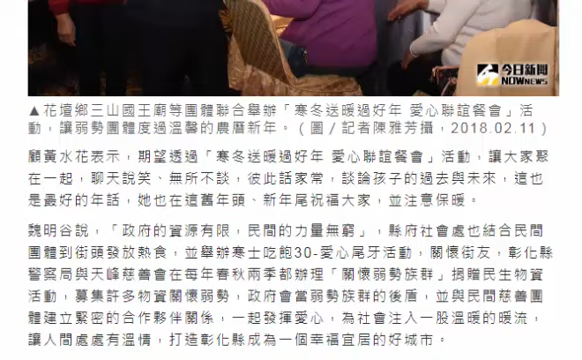 今日新聞
NOWNEWS
▲花壇鄉三山國王廟等團體聯合舉辦「寒冬送暖過好年 愛心聯誼餐會」活
動，讓弱勢團體度過溫馨的農曆新年。（圖／記者陳雅芳攝，2018.02.11）
顧黃水花表示，期望透過「寒冬送暖過好年 愛心聯誼餐會」活動，讓大家聚
在一起，聊天說笑、無所不談，彼此話家常，談論孩子的過去與未來，這也
是最好的年話，她也在這舊年頭、新年尾祝福大家，並注意保暖。
魏明谷說，「政府的資源有限，民間的力量無窮」，縣府社會處也結合民間
團體到街頭發放熱食，並舉辦寒士吃飽30-愛心尾牙活動，關懷街友，彰化縣
警察局與天峰慈善會在每年春秋兩季都辦理「關懷弱勢族群」捐贈民生物資
活動，募集許多物資關懷弱勢，政府會當弱勢族群的後盾，並與民間慈善團
體建立緊密的合作夥伴關係，一起發揮愛心，為社會注入一股溫暖的暖流，
讓人間處處有溫情，打造彰化縣成為一個幸福宜居的好城市。